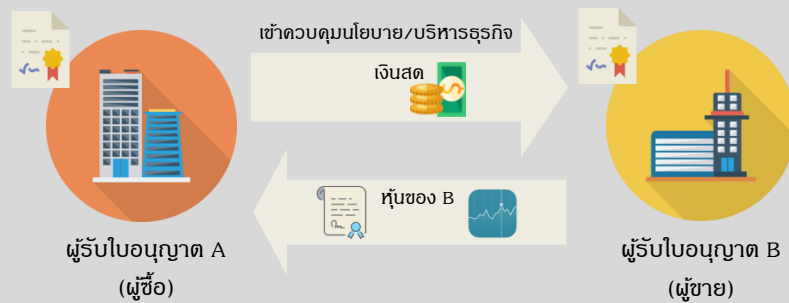 เข้าควบคุมนโยบาย/บริหารธุรกิจ
เงินสด
หุ้นของ B
ผู้รับใบอนุญาต A
(ผู้ซื้อ)
ผู้รับใบอนุญาต B
(ผู้ขาย)